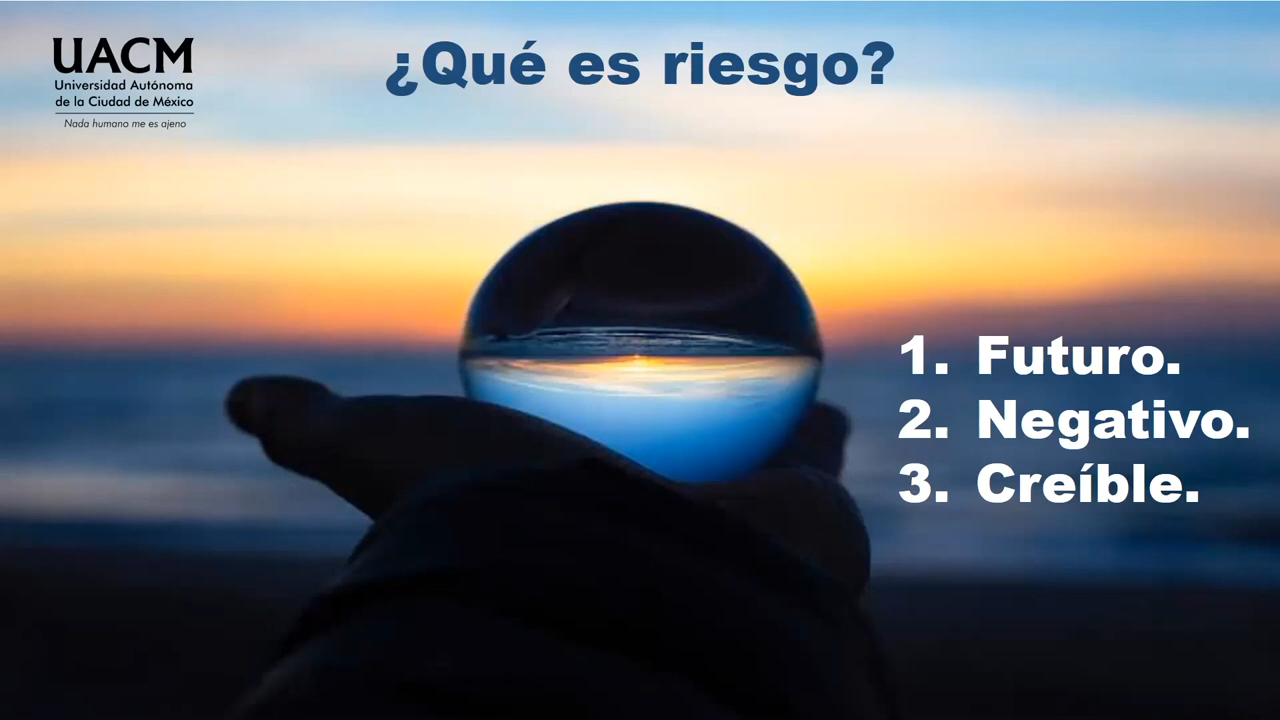 UACM
Universidad Autónoma
de la Ciudad de México
Nada humano me es ajeno
¿Qué es riesgo?
1. Futuro.
2. Negativo.
3. Creíble.